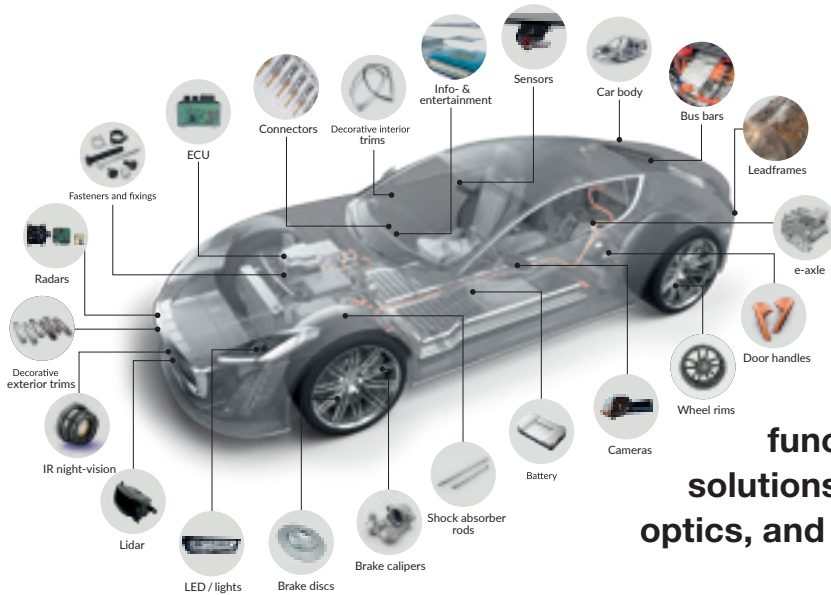 Sensors
Info- &
entertainment
Car body
Bus bars
Connectors
Decorative interior
trims
ECU
Leadframes
Fasteners and fixings
Radars
e-axle
Decorative
exterior trims
Door handles
Wheel rims
IR night-vision
Cameras
Battery
Lidar
Shock absorber
rods
Brake calipers
LED / lights
Brake discs
func
solutions
optics, and